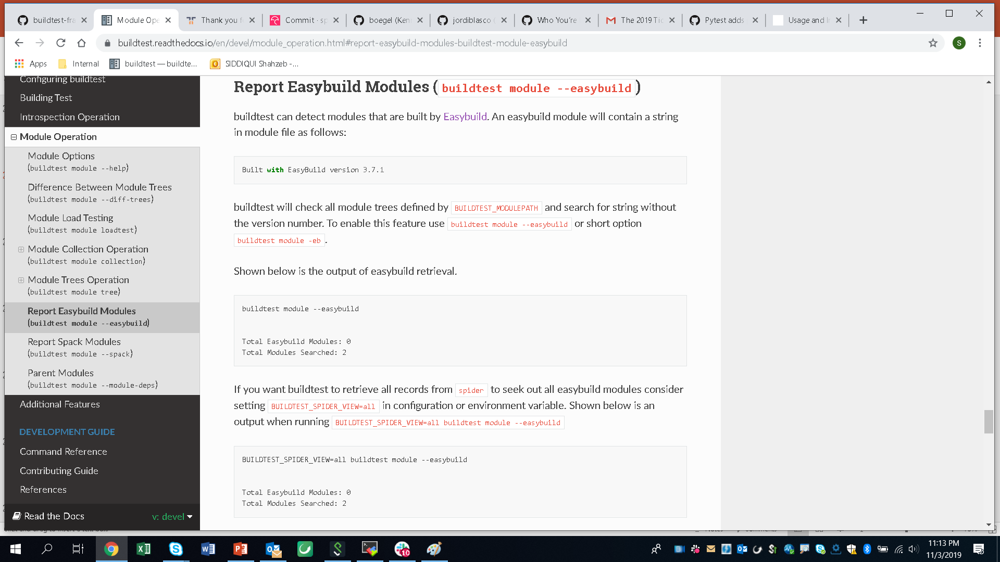 buildtest-fra
Module Ope
Thank you f
Commit · sp
boegel (Ken
jordiblasco (
Who You're
The 2019 Tic
Pytest adds
Usage and In
buildtest.readthedocs.io/en/devel/module_operation.html#report-easybuild-modules-buildtest-module-easybuild
S
Apps
Internal
buildtest — buildte...
SIDDIQUI Shahzeb -...
Configuring buildtest
Building Test
Introspection Operation
Module Operation
Module Options
(buildtest module --help)
Difference Between Module Trees
(buildtest module --diff-trees)
Module Load Testing
(buildtest module loadtest)
Module Collection Operation
(buildtest module collection)
Module Trees Operation
(buildtest module tree)
Report Easybuild Modules
(buildtest module --easybuild)
Report Spack Modules
(buildtest module --spack)
Parent Modules
(buildtest module --module-deps)
Additional Features
DEVELOPMENT GUIDE
Command Reference
Contributing Guide
References
Read the Docs
v: devel
Report Easybuild Modules (buildtest module --easybuild)
buildtest can detect modules that are built by Easybuild. An easybuild module will contain a string
in module file as follows:
Built with EasyBuild version 3.7.1
buildtest will check all module trees defined by BUILDTEST_MODULEPATH and search for string without
the version number. To enable this feature use buildtest module --easybuild or short option
buildtest module -eb .
Shown below is the output of easybuild retrieval.
buildtest module --easybuild
Total Easybuild Modules: 0
Total Modules Searched: 2
If you want buildtest to retrieve all records from spider to seek out all easybuild modules consider
setting BUILDTEST_SPIDER_VIEW=all in configuration or environment variable. Shown below is an
output when running BUILDTEST_SPIDER_VIEW=all buildtest module --easybuild
BUILDTEST_SPIDER_VIEW=all buildtest module --easybuild
Total Easybuild Modules: 0
Total Modules Searched: 2
10
11:13 PM
11/3/2019